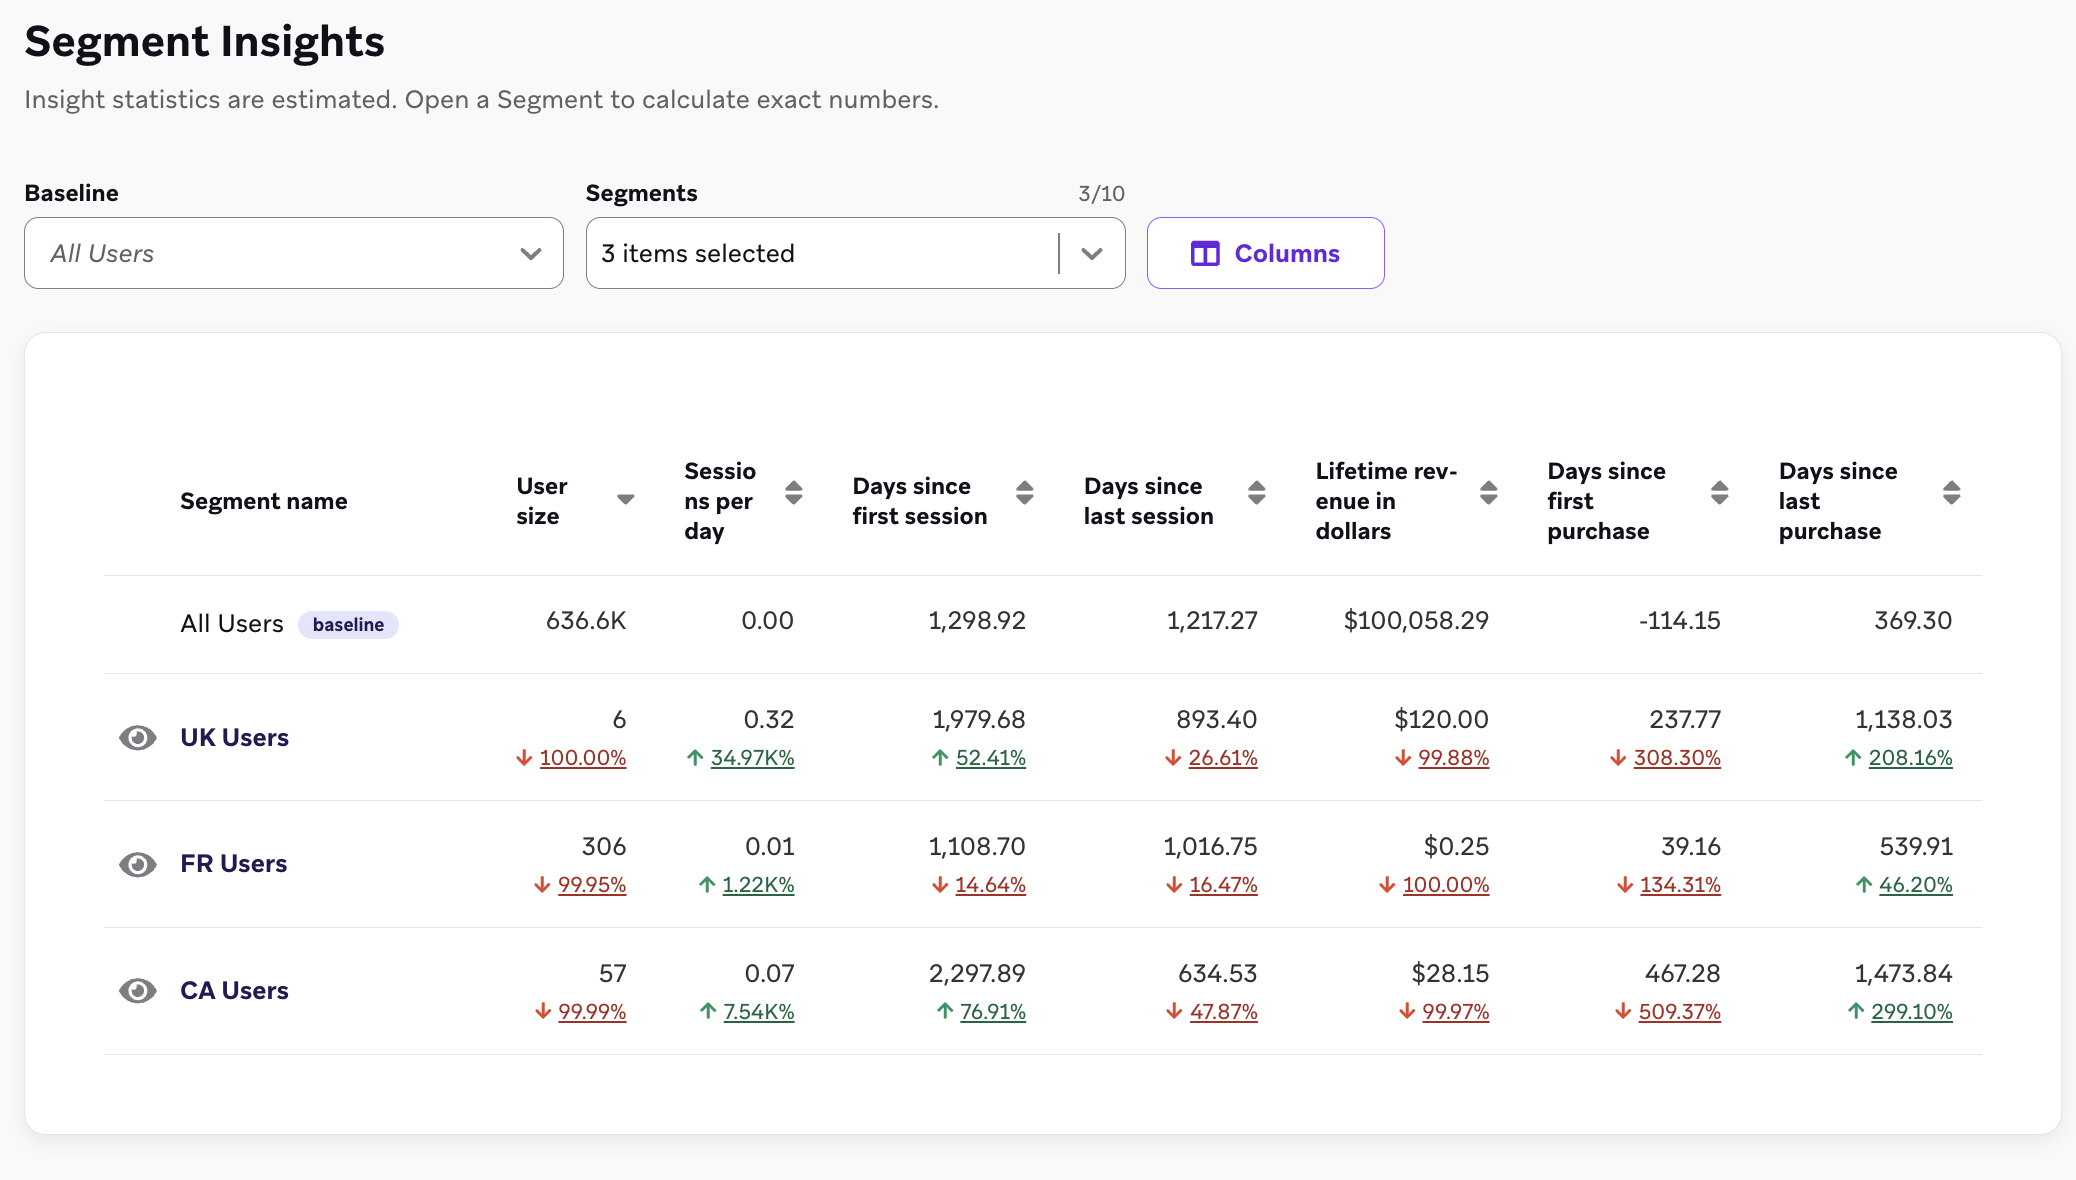 Segment Insights
Insight statistics are estimated. Open a Segment to calculate exact numbers.
Baseline
All Users
Segments
3/10
3 items selected
Columns
Segment name
User
size
Sessio
ns per
day
Days since
first session
Days since
last session
Lifetime rev-
enue in
dollars
Days since
first
purchase
Days since
last
purchase
All Users baseline 636.6K 0.00 1,298.92 1,217.27 $100,058.29 -114.15 369.30
UK Users
6 0.32 1,979.68 893.40 $120.00 237.77 1,138.03
↓ 100.00% ↑ 34.97K% ↑ 52.41% ↓ 26.61% ↓ 99.88% ↓ 308.30% ↑ 208.16%
FR Users
306 0.01 1,108.70 1,016.75 $0.25 39.16 539.91
↓ 99.95% ↑ 1.22K% ↓ 14.64% ↓ 16.47% ↓ 100.00% ↓ 134.31% ↑ 46.20%
CA Users
57 0.07 2,297.89 634.53 $28.15 467.28 1,473.84
↓ 99.99% ↑ 7.54K% ↑ 76.91% ↓ 47.87% ↓ 99.97% ↓ 509.37% ↑ 299.10%